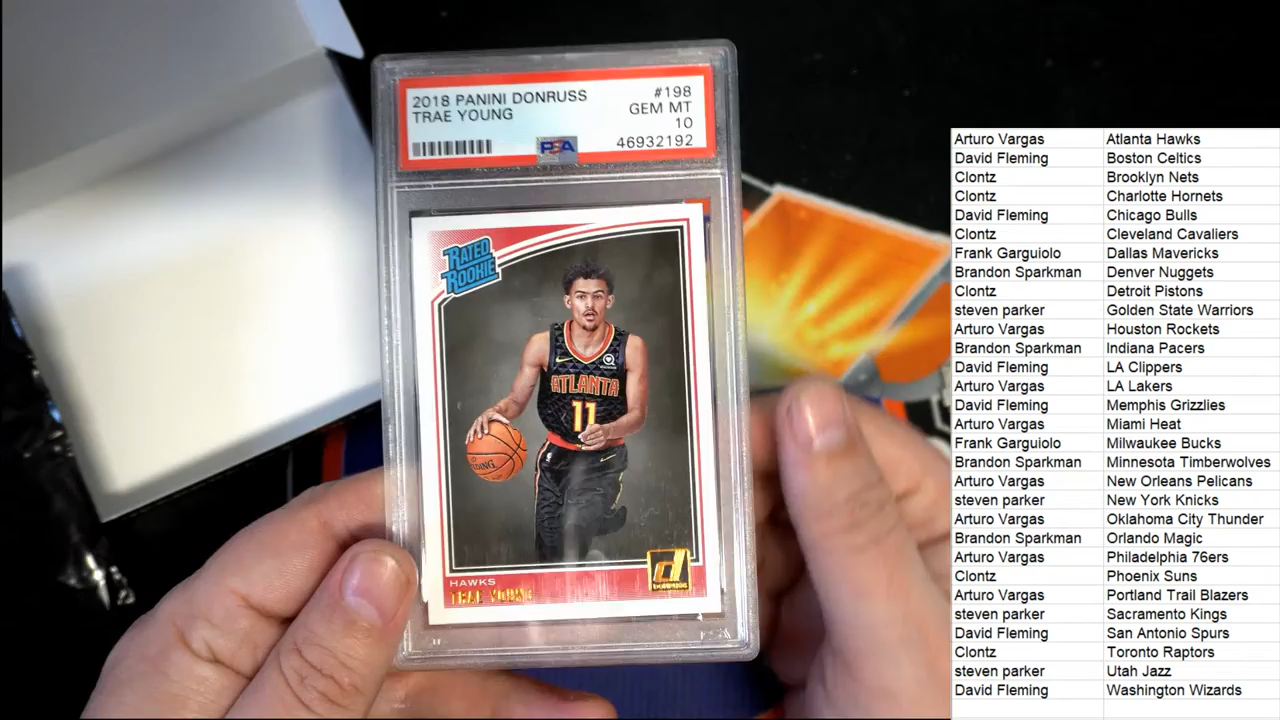 2018 PANINI DONRUSS #198
TRAE YOUNG GEM MT
10
PSA 46932192
RATED
ROOKIE
ATLANTA
11
HAWKS
TRAE YOUNG
d
DONRUSS
Arturo Vargas Atlanta Hawks
David Fleming Boston Celtics
Clontz Brooklyn Nets
Clontz Charlotte Hornets
David Fleming Chicago Bulls
Clontz Cleveland Cavaliers
Frank Garguiolo Dallas Mavericks
Brandon Sparkman Denver Nuggets
Clontz Detroit Pistons
steven parker Golden State Warriors
Arturo Vargas Houston Rockets
Brandon Sparkman Indiana Pacers
David Fleming LA Clippers
Arturo Vargas LA Lakers
David Fleming Memphis Grizzlies
Arturo Vargas Miami Heat
Frank Garguiolo Milwaukee Bucks
Brandon Sparkman Minnesota Timberwolves
Arturo Vargas New Orleans Pelicans
steven parker New York Knicks
Arturo Vargas Oklahoma City Thunder
Brandon Sparkman Orlando Magic
Arturo Vargas Philadelphia 76ers
Clontz Phoenix Suns
Arturo Vargas Portland Trail Blazers
steven parker Sacramento Kings
David Fleming San Antonio Spurs
Clontz Toronto Raptors
steven parker Utah Jazz
David Fleming Washington Wizards